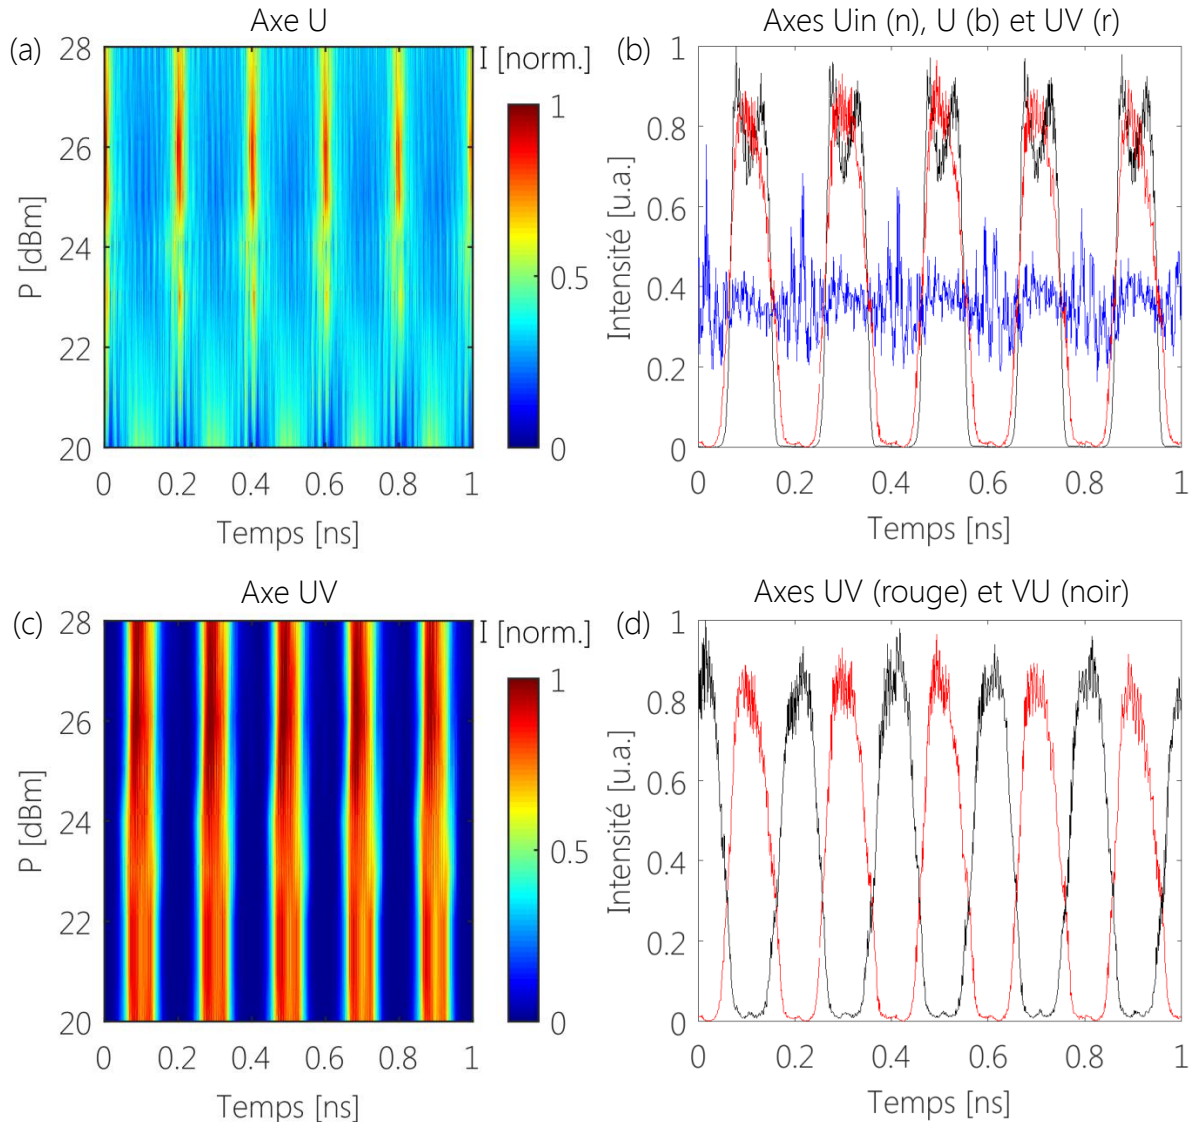 Axe U
(a)
28
26
24
22
20
P [dBm]
0
0.2
0.4
0.6
0.8
1
Temps [ns]
I [norm.]
1
0.5
0
Axes Uin (n), U (b) et UV (r)
(b)
1
0.8
0.6
0.4
0.2
0
Intensité [u.a.]
0
0.2
0.4
0.6
0.8
1
Temps [ns]
Axe UV
(c)
28
26
24
22
20
P [dBm]
0
0.2
0.4
0.6
0.8
1
Temps [ns]
I [norm.]
1
0.5
0
Axes UV (rouge) et VU (noir)
(d)
1
0.8
0.6
0.4
0.2
0
Intensité [u.a.]
0
0.2
0.4
0.6
0.8
1
Temps [ns]